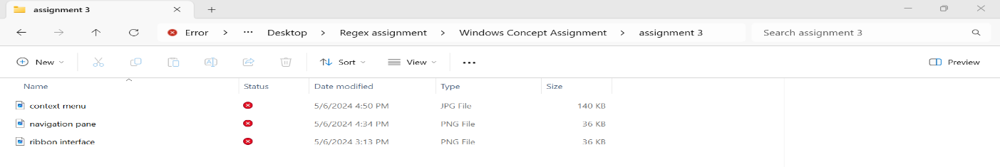 assignment 3
Error > ... Desktop > Regex assignment > Windows Concept Assignment > assignment 3 Search assignment 3
New Sort View ... Preview
Name Status Date modified Type Size
context menu 5/6/2024 4:50 PM JPG File 140 KB
navigation pane 5/6/2024 4:34 PM PNG File 36 KB
ribbon interface 5/6/2024 3:13 PM PNG File 36 KB